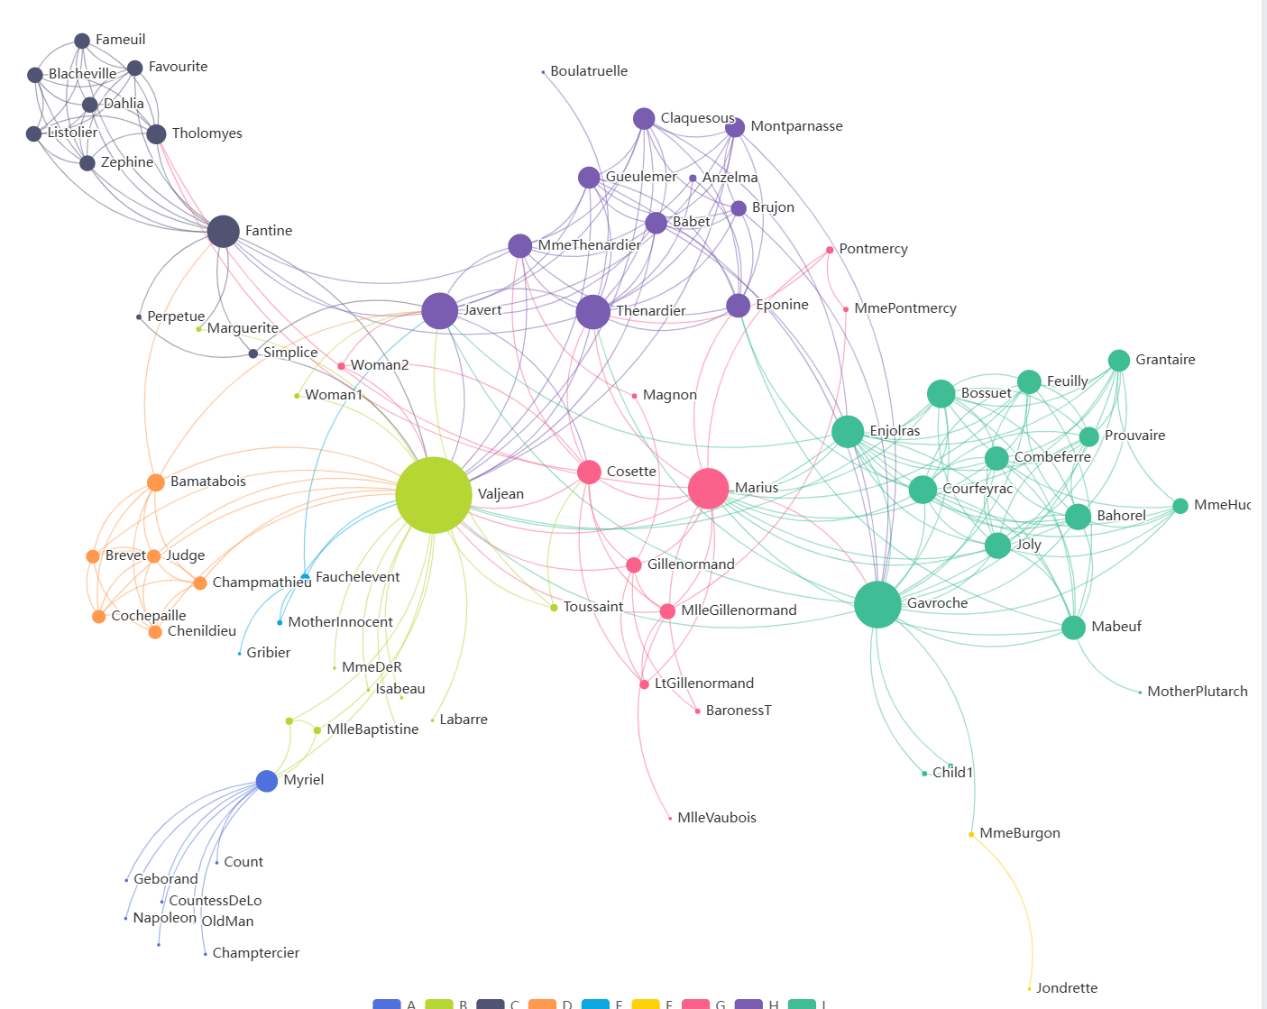 Fameuil
Favourite
Blacheville
Boulatruelle
Dahlia
Claquesous
Montparnasse
Listolier
Tholomyes
Zephine
Gueulemer
Anzelma
Brujon
Babet
Fantine
MmeThenardier
Pontmercy
Eponine
MmePontmercy
Javert
Thenardier
Perpetue
Marguerite
Simplice
Grantaire
Woman2
Feuilly
Woman1
Magnon
Bossuet
Enjolras
Prouvaire
Combeferre
Cosette
Bamatabois
Marius
Courfeyrac
Valjean
MmeHuc
Bahorel
Joly
Brevet
Judge
Gillenormand
Champmathieu
Fauchelevent
Toussaint
Gavroche
MlleGillenormand
Cochepaille
MotherInnocent
Mabeuf
Chenildieu
Gribier
MmeDeR
LtGillenormand
Isabeau
MotherPlutarch
BaronessT
Labarre
MlleBaptistine
Child1
Myriel
MlleVaubois
MmeBurgon
Count
Geborand
CountessDeLo
Napoleon
OldMan
Champtercier
Jondrette
A B C D G H